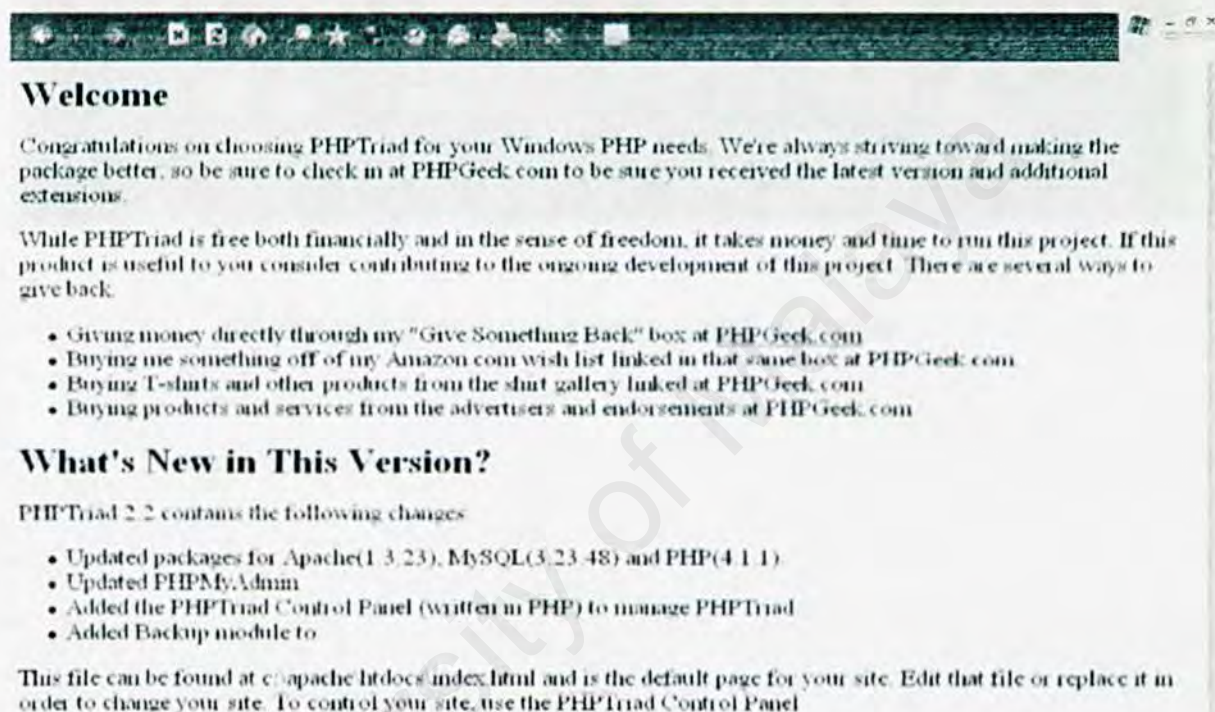 Welcome
Congratulations on choosing PHPTriad for your Windows PHP needs. We're always striving toward making the
package better, so be sure to check in at PHPGeek.com to be sure you received the latest version and additional
extensions.
While PHPTriad is free both financially and in the sense of freedom, it takes money and time to run this project. If this
product is useful to you consider contributing to the ongoing development of this project. There are several ways to
give back.
• Giving money directly through my "Give Something Back" box at PHPGeek.com
• Buying me something off of my Amazon.com wish list linked in that same box at PHPGeek.com
• Buying T-shirts and other products from the shirt gallery linked at PHPGeek.com
• Buying products and services from the advertisers and endorsements at PHPGeek.com
What's New in This Version?
PHPTriad 2.2 contains the following changes
• Updated packages for Apache(1.3.23), MySQL(3.23.48) and PHP(4.1.1)
• Updated PHPMyAdmin
• Added the PHPTriad Control Panel (written in PHP) to manage PHPTriad
• Added Backup module to
This file can be found at c:\apache\htdocs\index.html and is the default page for your site. Edit that file or replace it in
order to change your site. To control your site, use the PHPTriad Control Panel
University of Malaya